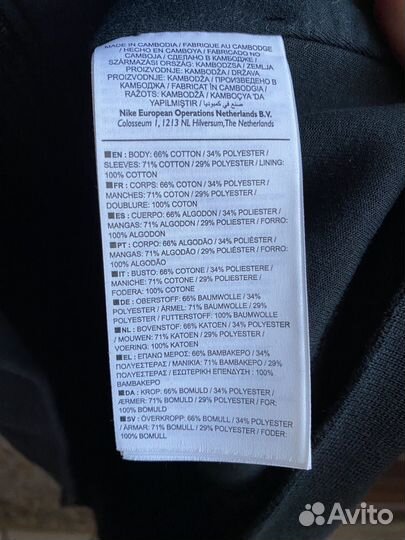 MADE IN CAMBODIA / FABRIQUE AU CAMBODGE
/ HECHO EN CAMBOYA / FABRICADO NO
CAMBOJA / СДЕЛАНО В КАМБОДЖЕ /
SZÁRMAZÁSI ORSZÁG: KAMBODZSA / ZEMLJA
PROIZVODNJE: KAMBODŽA / DRŽAVA
PROIZVODNJE: KAMBODŽA / ПРОИЗВЕДЕНО В
КАМБОДЖА / FABRICAT ÎN CAMBODGIA /
RAŽOTS: KAMBODŽĀ / KAMBOÇYA'DA
YAPILMIŞTIR / صنع في كمبوديا
Nike European Operations Netherlands B.V.
Colosseum 1, 1213 NL Hilversum, The Netherlands
EN : BODY: 66% COTTON / 34% POLYESTER /
SLEEVES: 71% COTTON / 29% POLYESTER / LINING:
100% COTTON
FR : CORPS: 66% COTON / 34% POLYESTER /
MANCHES: 71% COTON / 29% POLYESTER /
DOUBLURE: 100% COTON
ES : CUERPO: 66% ALGODON / 34% POLIESTER /
MANGAS: 71% ALGODON / 29% POLIESTER / FORRO:
100% ALGODON
PT : CORPO: 66% ALGODÃO / 34% POLIÉSTER /
MANGAS: 71% ALGODÃO / 29% POLIÉSTER / FORRO:
100% ALGODÃO
IT : BUSTO: 66% COTONE / 34% POLIESTERE /
MANICHE: 71% COTONE / 29% POLIESTERE /
FODERA: 100% COTONE
DE : OBERSTOFF: 66% BAUMWOLLE / 34%
POLYESTER / ÄRMEL: 71% BAUMWOLLE / 29%
POLYESTER / FUTTERSTOFF: 100% BAUMWOLLE
NL : BOVENSTOF: 66% KATOEN / 34% POLYESTER
/ MOUWEN: 71% KATOEN / 29% POLYESTER /
VOERING: 100% KATOEN
EL : ΕΠΑΝΩ ΜΕΡΟΣ: 66% ΒΑΜΒΑΚΕΡΟ / 34%
ΠΟΛΥΕΣΤΕΡΑΣ / ΜΑΝΙΚΙΑ: 71% ΒΑΜΒΑΚΕΡΟ / 29%
ΠΟΛΥΕΣΤΕΡΑΣ / ΕΣΩΤΕΡΙΚΗ ΕΠΕΝΔΥΣΗ : 100%
ΒΑΜΒΑΚΕΡΟ
DA : KROP: 66% BOMULD / 34% POLYESTER /
ÆRMER: 71% BOMULD / 29% POLYESTER / FOR:
100% BOMULD
SV : ÖVERKROPP: 66% BOMULL / 34% POLYESTER
/ ÄRMAR: 71% BOMULL / 29% POLYESTER / FODER:
100% BOMULL
Avito